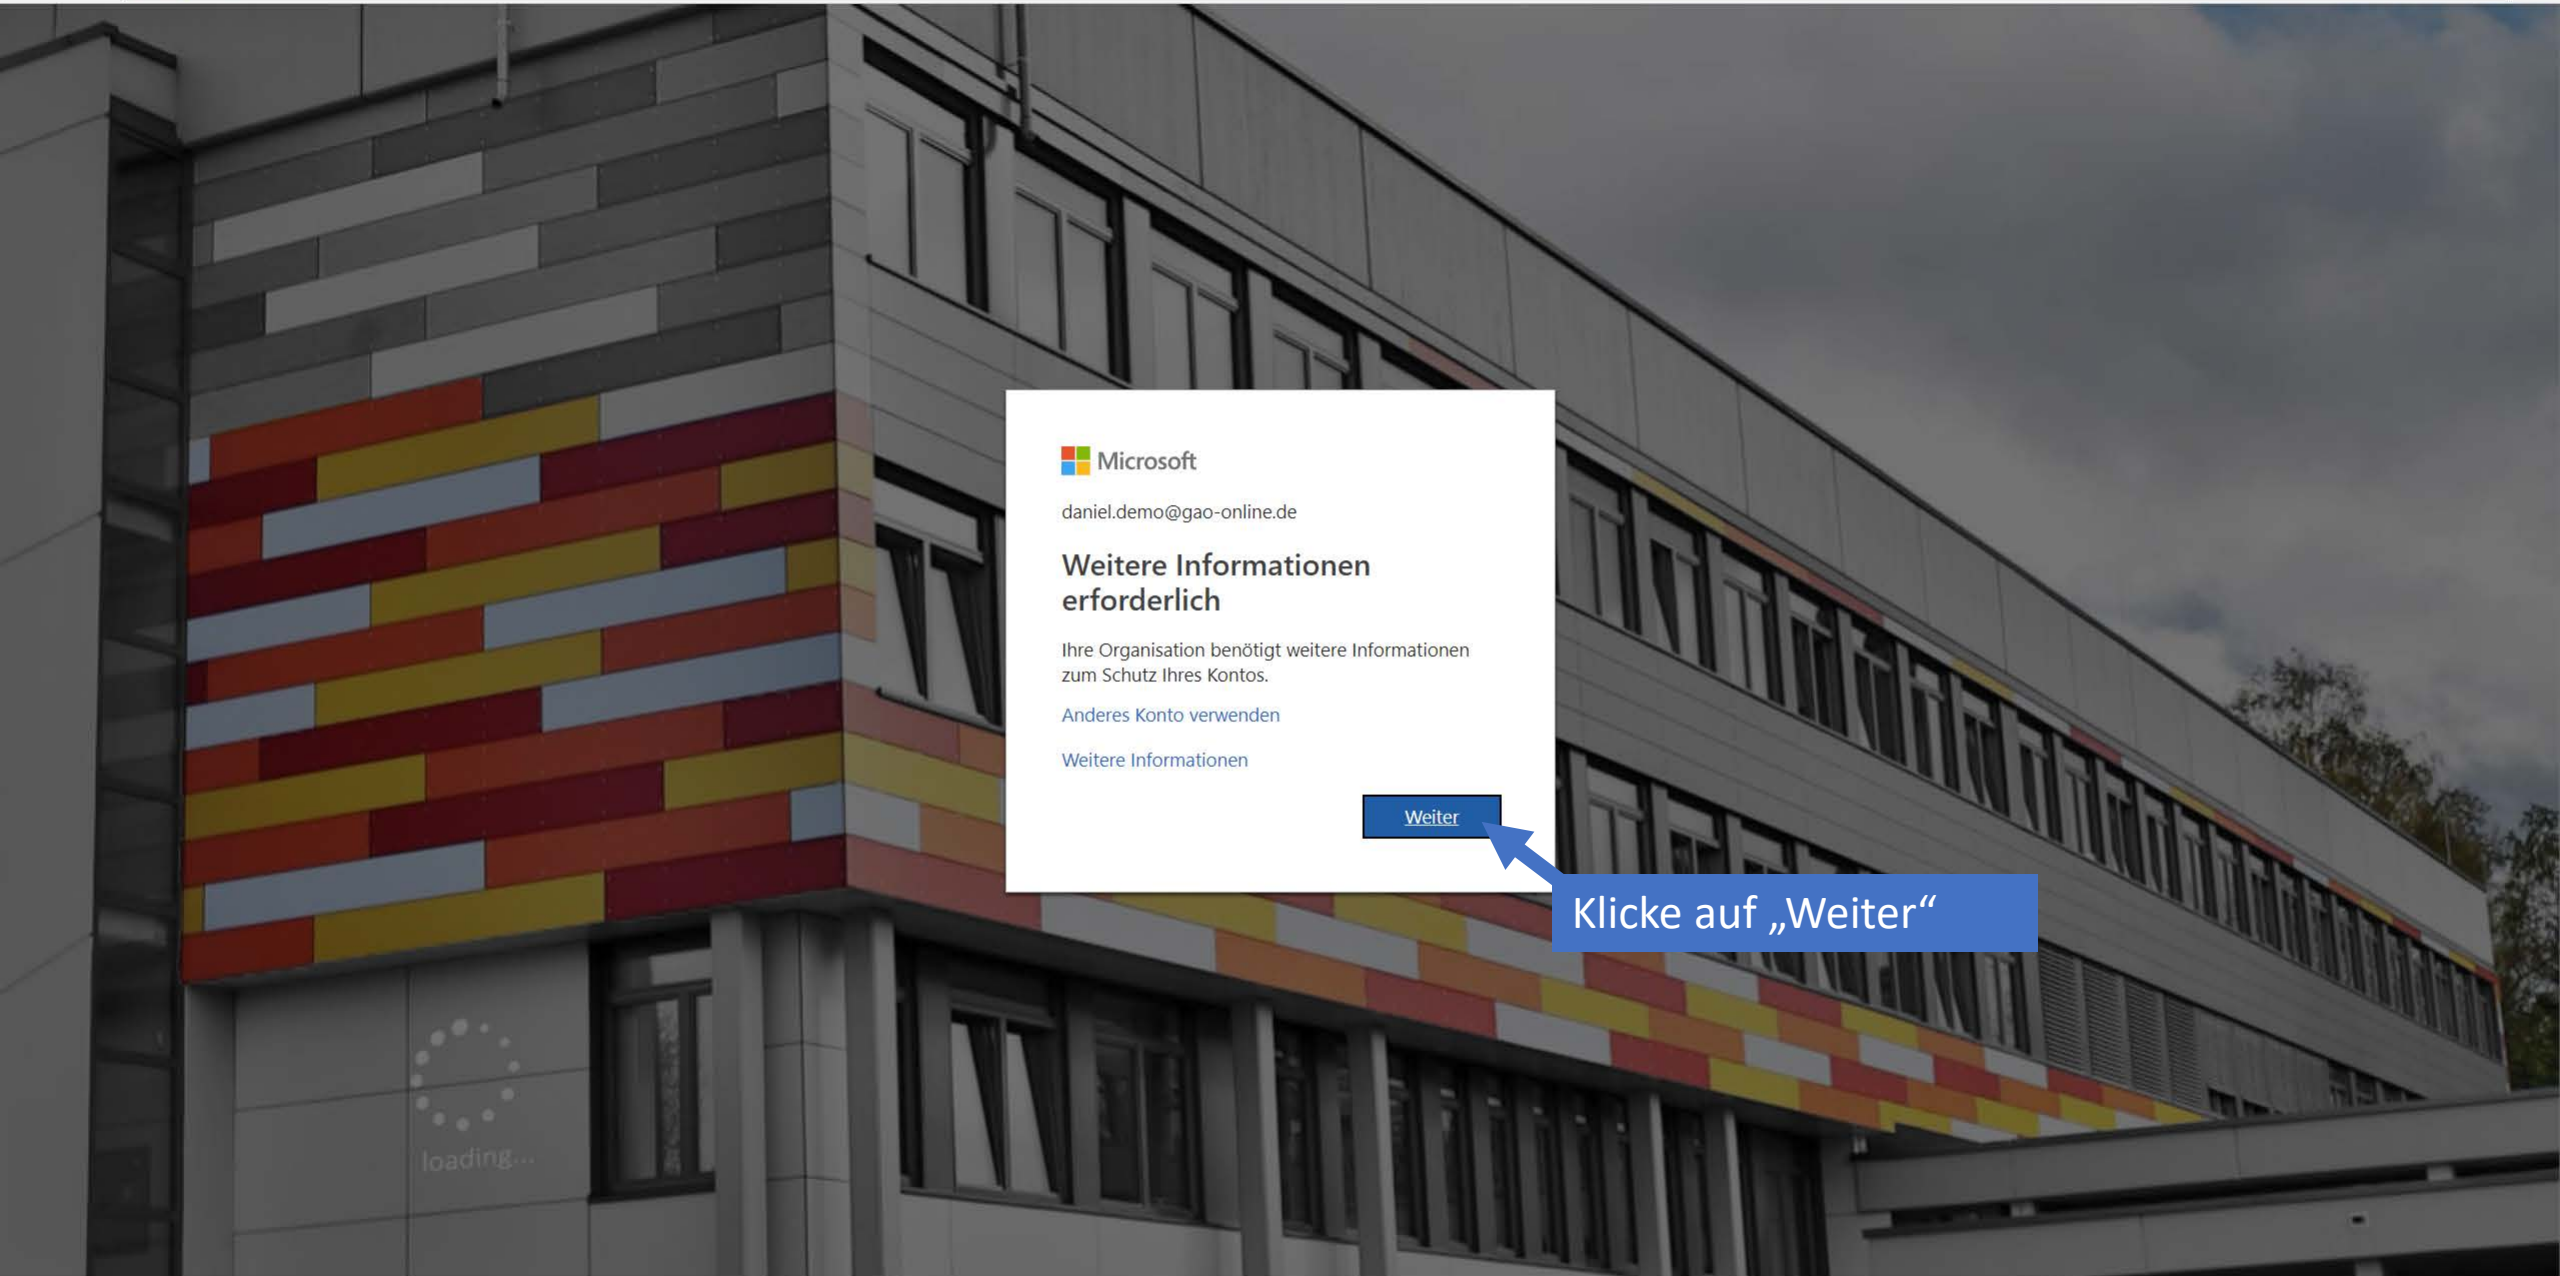 Microsoft
daniel.demo@gao-online.de
Weitere Informationen
erforderlich
Ihre Organisation benötigt weitere Informationen
zum Schutz Ihres Kontos.
Anderes Konto verwenden
Weitere Informationen
Weiter
Klicke auf „Weiter“
loading...